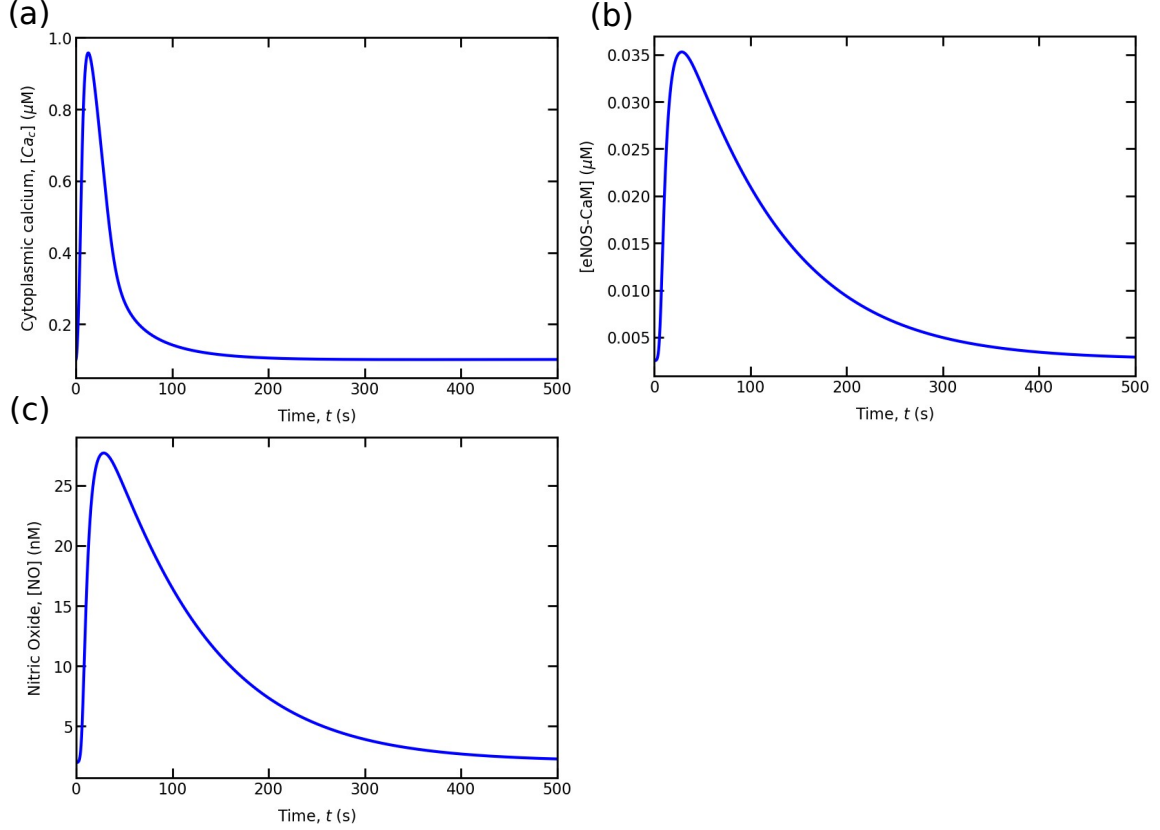 (a)
1.0
0.8
0.6
0.4
0.2
Cytoplasmic calcium, [Ca_c] (μM)
0 100 200 300 400 500
Time, t (s)
(b)
0.035
0.030
0.025
0.020
0.015
0.010
0.005
[eNOS-CaM] (μM)
0 100 200 300 400 500
Time, t (s)
(c)
25
20
15
10
5
Nitric Oxide, [NO] (nM)
0 100 200 300 400 500
Time, t (s)